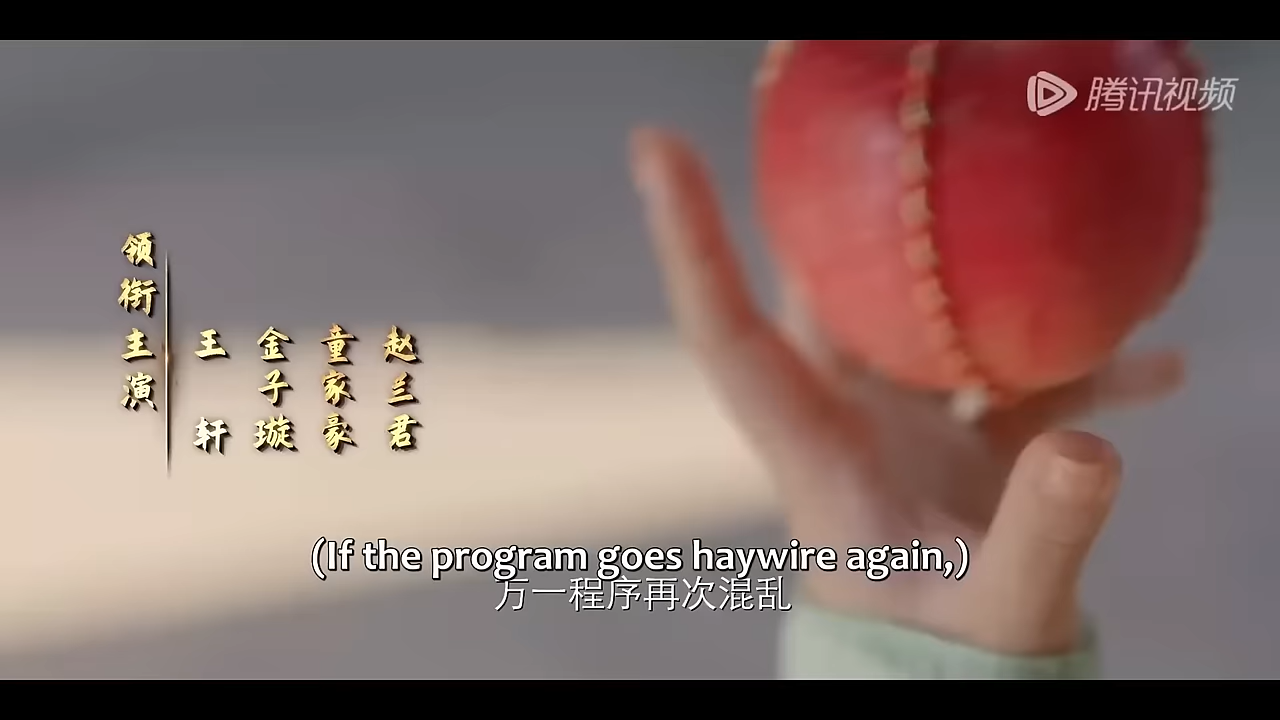 腾讯视频
领衔主演
王轩
金子璇
童家豪
赵兰君
(If the program goes haywire again,)
万一程序再次混乱